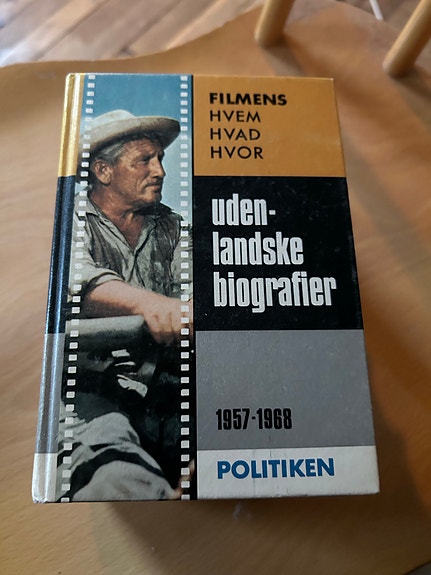 FILMENS
HVEM
HVAD
HVOR
uden-
landske
biografier
1957-1968
POLITIKEN